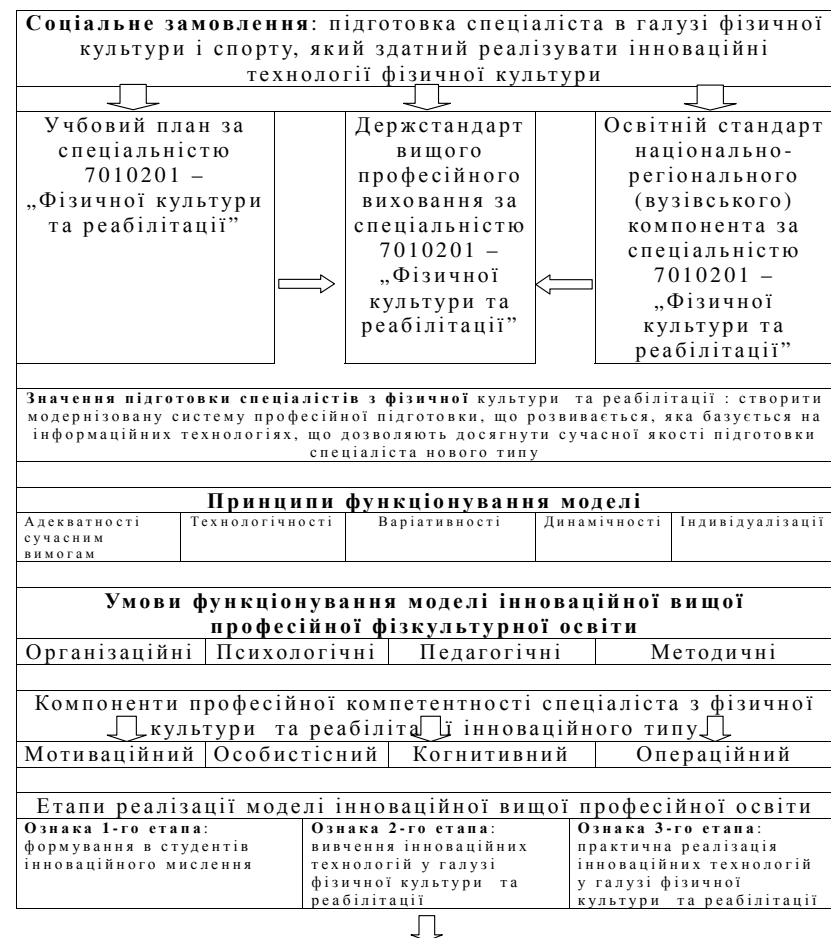 Соціальне замовлення: підготовка спеціаліста в галузі фізичної
культури і спорту, який здатний реалізувати інноваційні
технології фізичної культури
Учбовий план за
спеціальністю
7010201 –
„Фізичної культури
та реабілітації”
Держстандарт
вищого
професійного
виховання за
спеціальністю
7010201 –
„Фізичної
культури та
реабілітації”
Освітній стандарт
національно-
регіонального
(вузівського)
компонента за
спеціальністю
7010201 –
„Фізичної
культури та
реабілітації”
Значення підготовки спеціалістів з фізичної культури та реабілітації : створити
модернізовану систему професійної підготовки, що розвивається, яка базується на
інформаційних технологіях, що дозволяють досягнути сучасної якості підготовки
спеціаліста нового типу
Принципи функціонування моделі
Адекватності
сучасним
вимогам
Технологічності
Варіативності
Динамічності
Індивідуалізації
Умови функціонування моделі інноваційної вищої
професійної фізкультурної освіти
Організаційні
Психологічні
Педагогічні
Методичні
Компоненти професійної компетентності спеціаліста з фізичної
культури та реабілітації інноваційного типу
Мотиваційний
Особистісний
Когнитивний
Операційний
Етапи реалізації моделі інноваційної вищої професійної освіти
Ознака 1-го етапа:
формування в студентів
інноваційного мислення
Ознака 2-го етапа:
вивчення інноваційних
технологій у галузі
фізичної культури та
реабілітації
Ознака 3-го етапа:
практична реалізація
інноваційних технологій
у галузі фізичної
культури та реабілітації